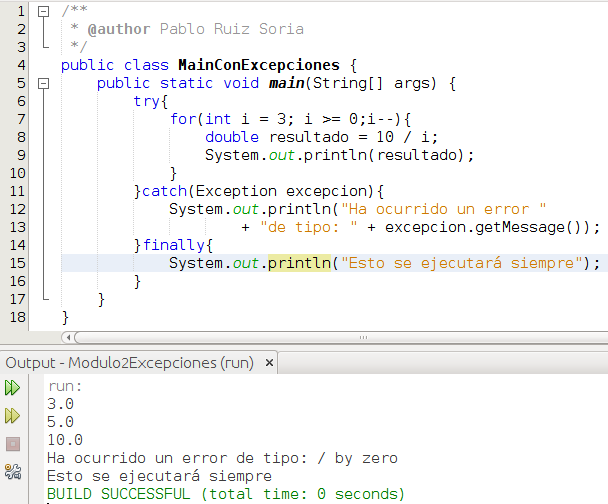 1 /**
2  * @author Pablo Ruiz Soria
3  */
4 public class MainConExcepciones {
5     public static void main(String[] args) {
6         try{
7             for(int i = 3; i >= 0;i--){
8                 double resultado = 10 / i;
9                 System.out.println(resultado);
10             }
11         }catch(Exception excepcion){
12             System.out.println("Ha ocurrido un error "
13                     + "de tipo: " + excepcion.getMessage());
14         }finally{
15             System.out.println("Esto se ejecutará siempre");
16         }
17     }
18 }
Output - Modulo2Excepciones (run) ×
run:
3.0
5.0
10.0
Ha ocurrido un error de tipo: / by zero
Esto se ejecutará siempre
BUILD SUCCESSFUL (total time: 0 seconds)